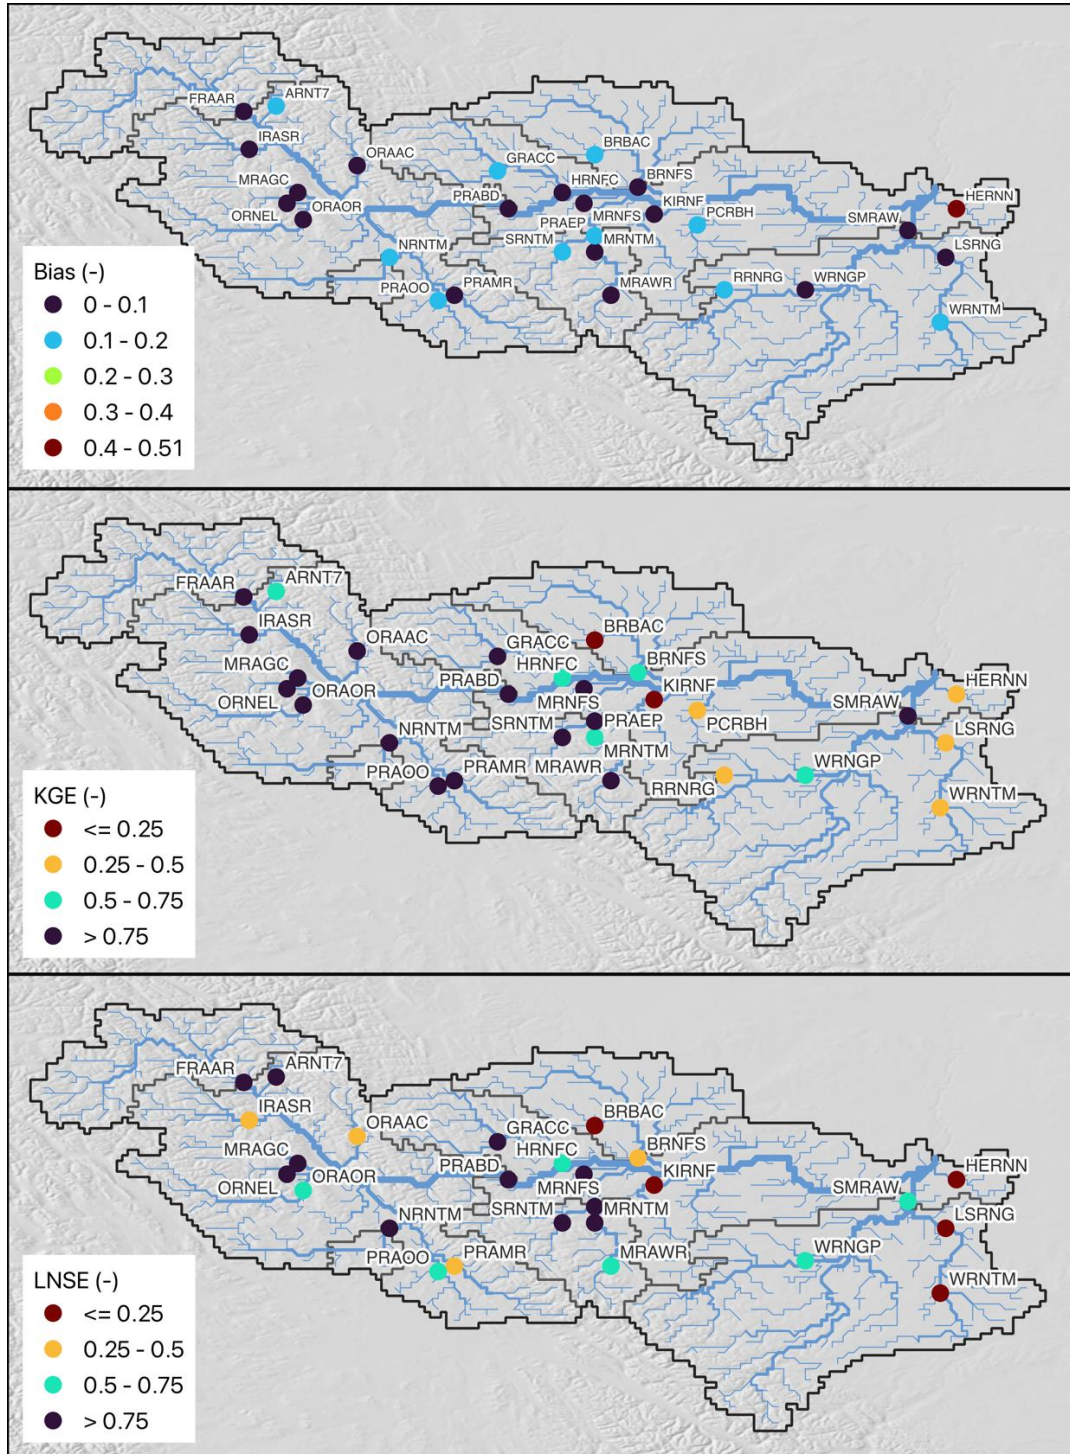 FRAAR
ARNT7
IRASR
ORAAC
MRAGC
ORNEL
ORAOR
GRACC
BRBAC
HRNFC
BRNFS
PRABD
MRNFS
KIRNF
PRAEP
PCRBH
SRNTM
MRNTM
NRNTM
PRAOO
PRAMR
MRAWR
RRNRG
WRNGP
SMRAW
HERNN
LSRNG
WRNTM
Bias (-)
0 - 0.1
0.1 - 0.2
0.2 - 0.3
0.3 - 0.4
0.4 - 0.51
FRAAR
ARNT7
IRASR
ORAAC
MRAGC
ORNEL
ORAOR
GRACC
BRBAC
HRNFC
BRNFS
PRABD
MRNFS
KIRNF
PRAEP
PCRBH
SRNTM
MRNTM
NRNTM
PRAOO
PRAMR
MRAWR
RRNRG
WRNGP
SMRAW
HERNN
LSRNG
WRNTM
KGE (-)
<= 0.25
0.25 - 0.5
0.5 - 0.75
> 0.75
FRAAR
ARNT7
IRASR
ORAAC
MRAGC
ORNEL
ORAOR
GRACC
BRBAC
HRNFC
BRNFS
PRABD
MRNFS
KIRNF
SRNTM
MRNTM
NRNTM
PRAOO
PRAMR
MRAWR
WRNGP
SMRAW
HERNN
LSRNG
WRNTM
LNSE (-)
<= 0.25
0.25 - 0.5
0.5 - 0.75
> 0.75